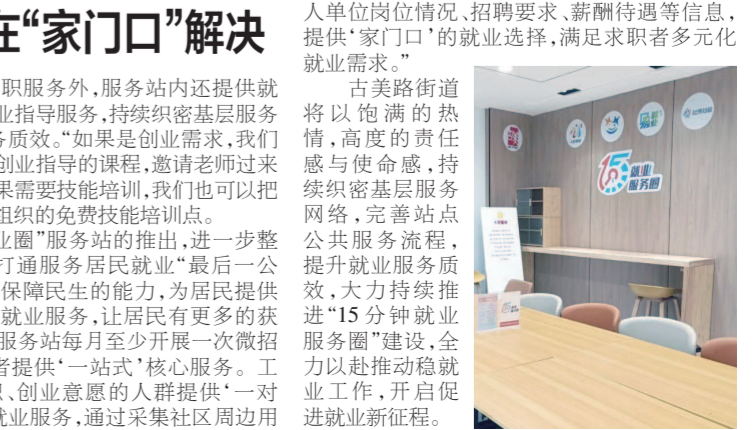 在“家门口”解决
职服务外,服务站内还提供就
业指导服务,持续织密基层服务
务质效。“如果是创业需求,我们
创业指导的课程,邀请老师过来
果需要技能培训,我们也可以把
组织的免费技能培训点。
业圈”服务站的推出,进一步整
打通服务居民就业“最后一公
保障民生的能力,为居民提供
就业服务,让居民有更多的获
服务站每月至少开展一次微招
者提供‘一站式’核心服务。工
、创业意愿的人群提供‘一对
就业服务,通过采集社区周边用
人单位岗位情况、招聘要求、薪酬待遇等信息,
提供‘家门口’的就业选择,满足求职者多元化
就业需求。”
古美路街道
将以饱满的热
情,高度的责任
感与使命感,持
续织密基层服务
网络,完善站点
公共服务流程,
提升就业服务质
效,大力持续推
进“15分钟就业
服务圈”建设,全
力以赴推动稳就
业工作,开启促
进就业新征程。
15
就业
服务圈